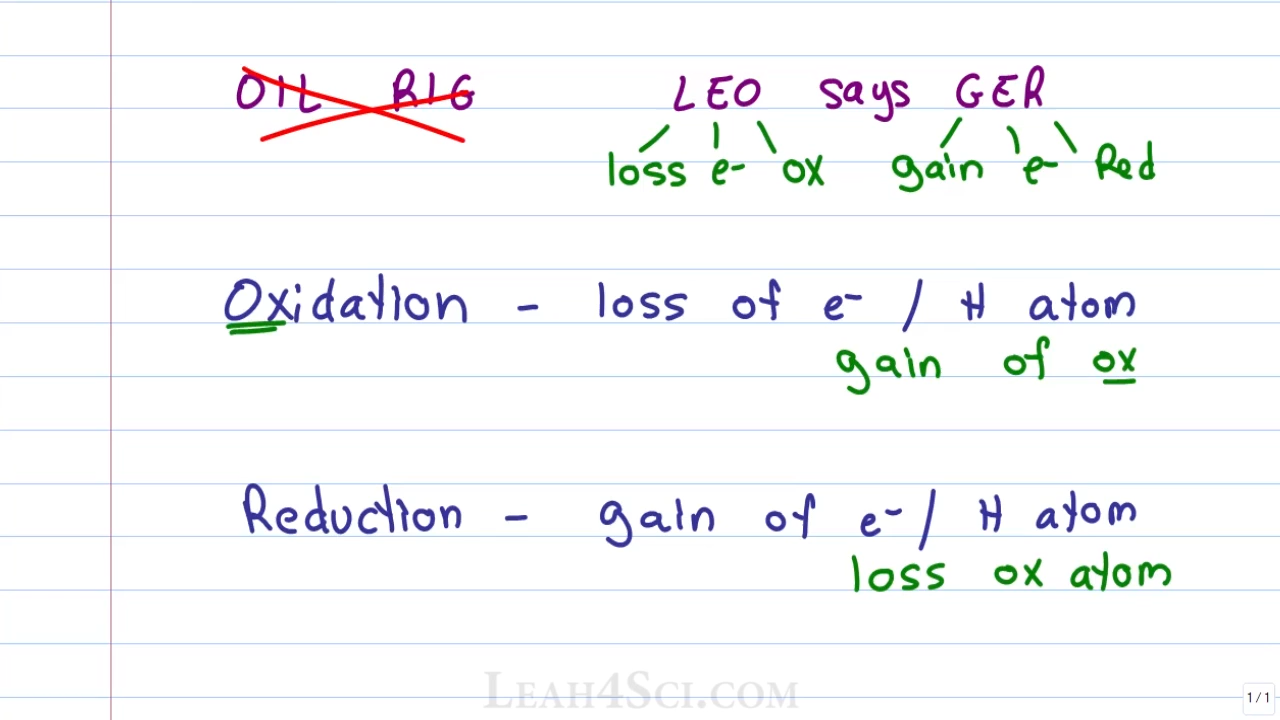 OIL RIG LEO says GER
loss e- ox gain e- Red
Oxidation - loss of e- / H atom
gain of ox
Reduction - gain of e- / H atom
loss ox atom
LEAH4SCI.COM
1/1